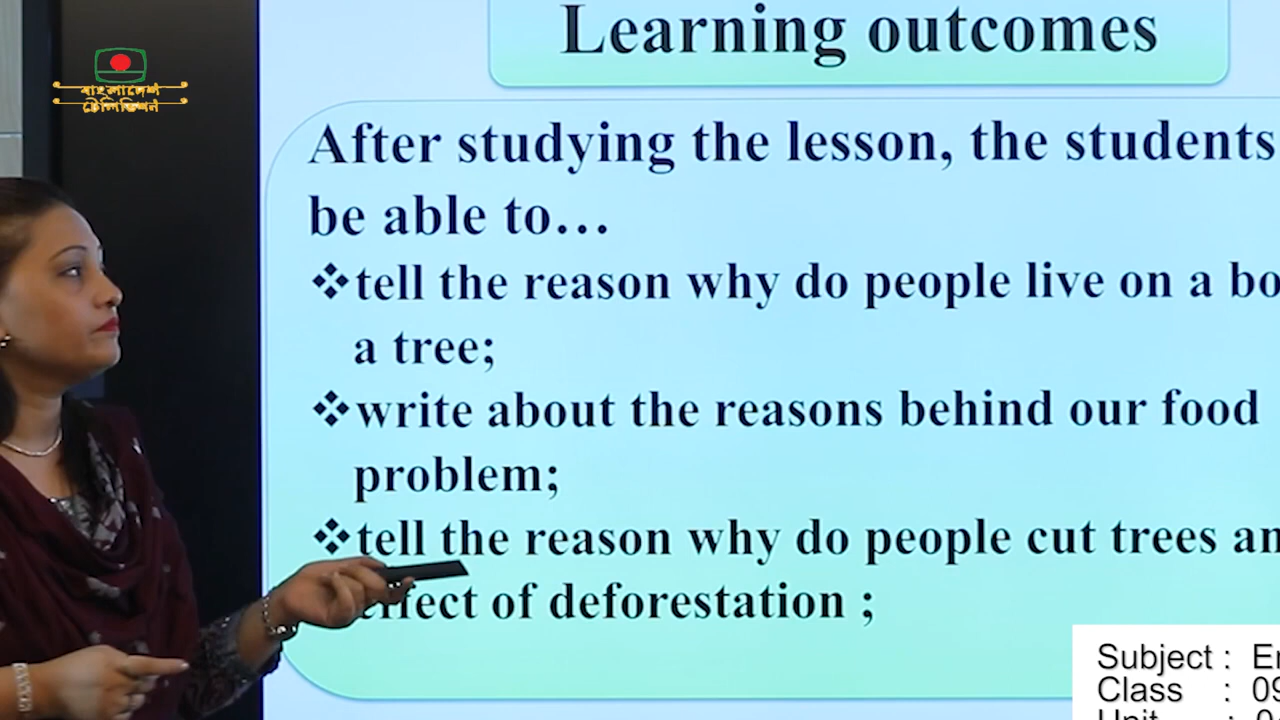 Learning outcomes
বাংলাদেশ
টেলিভিশন
After studying the lesson, the students
be able to...
❖tell the reason why do people live on a bo
a tree;
❖write about the reasons behind our food
problem;
❖tell the reason why do people cut trees an
effect of deforestation ;
Subject : En
Class : 09
Unit : 0